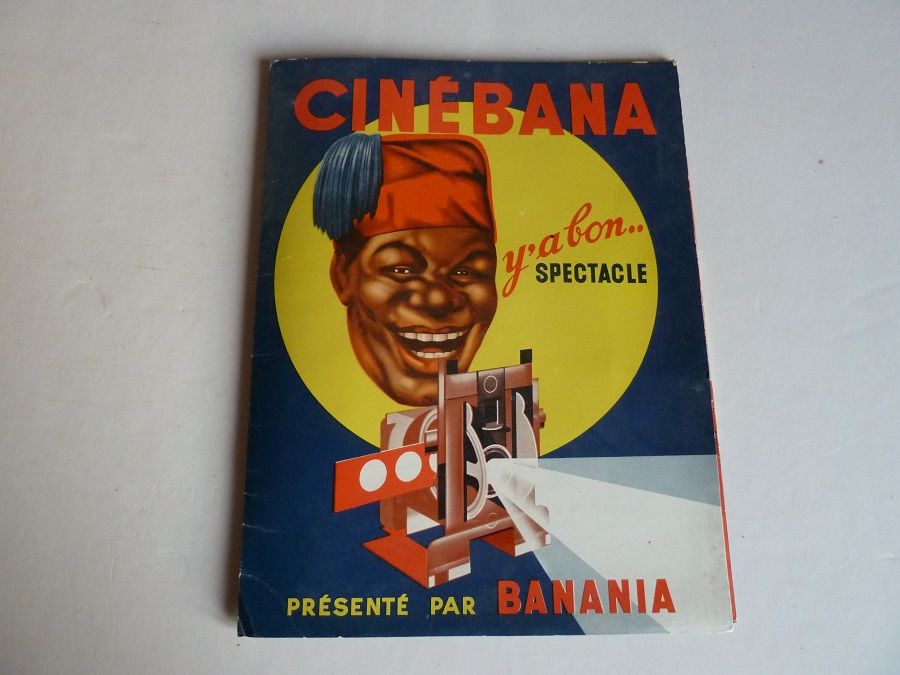 CINÉBANA
y'a bon..
SPECTACLE
PRÉSENTÉ PAR BANANIA